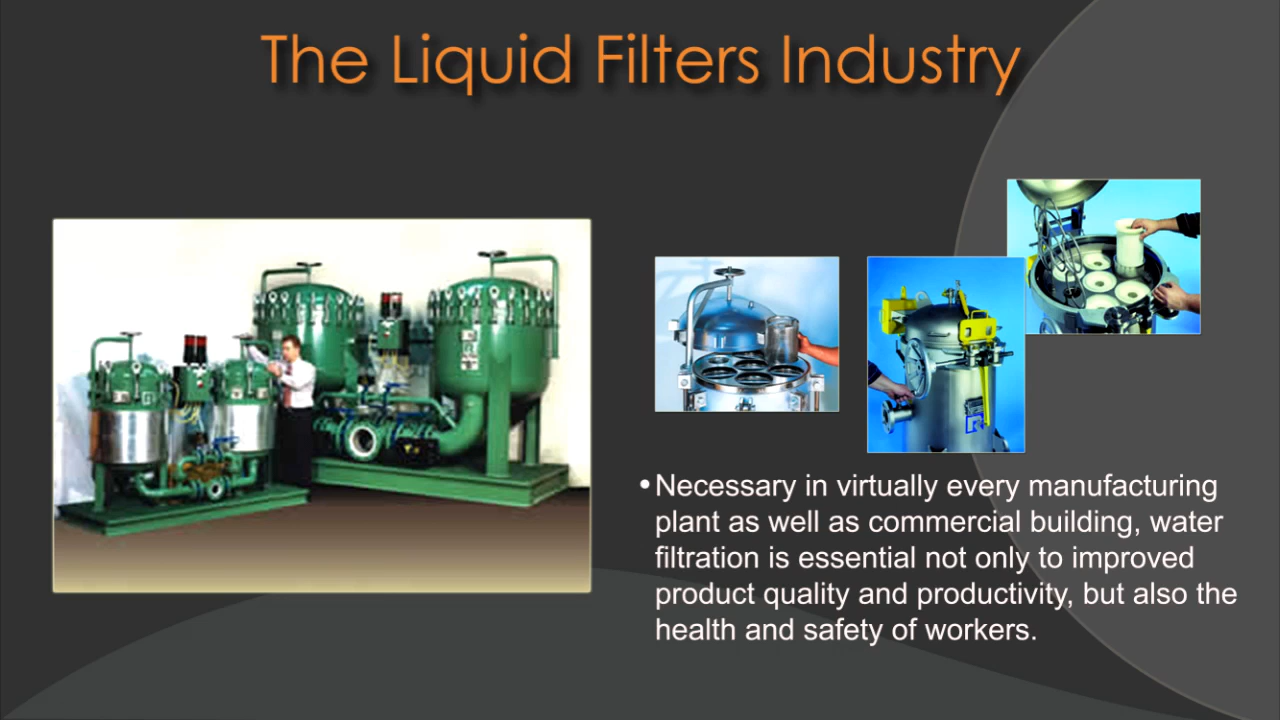 The Liquid Filters Industry
• Necessary in virtually every manufacturing
plant as well as commercial building, water
filtration is essential not only to improved
product quality and productivity, but also the
health and safety of workers.